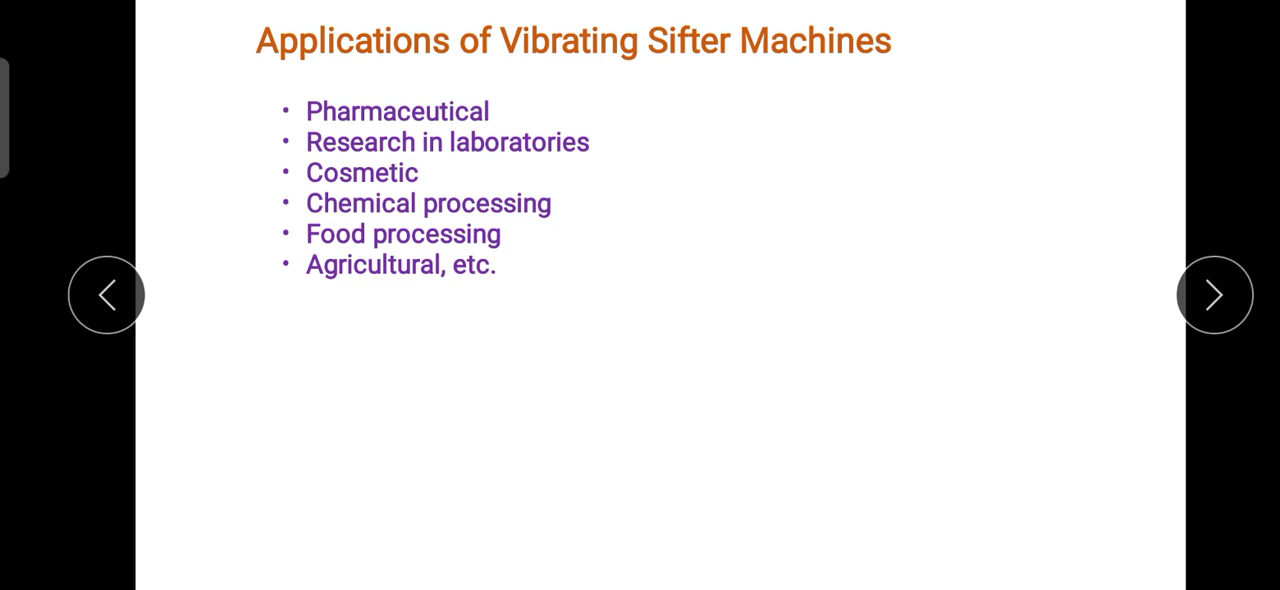 Applications of Vibrating Sifter Machines
• Pharmaceutical
• Research in laboratories
• Cosmetic
• Chemical processing
• Food processing
• Agricultural, etc.